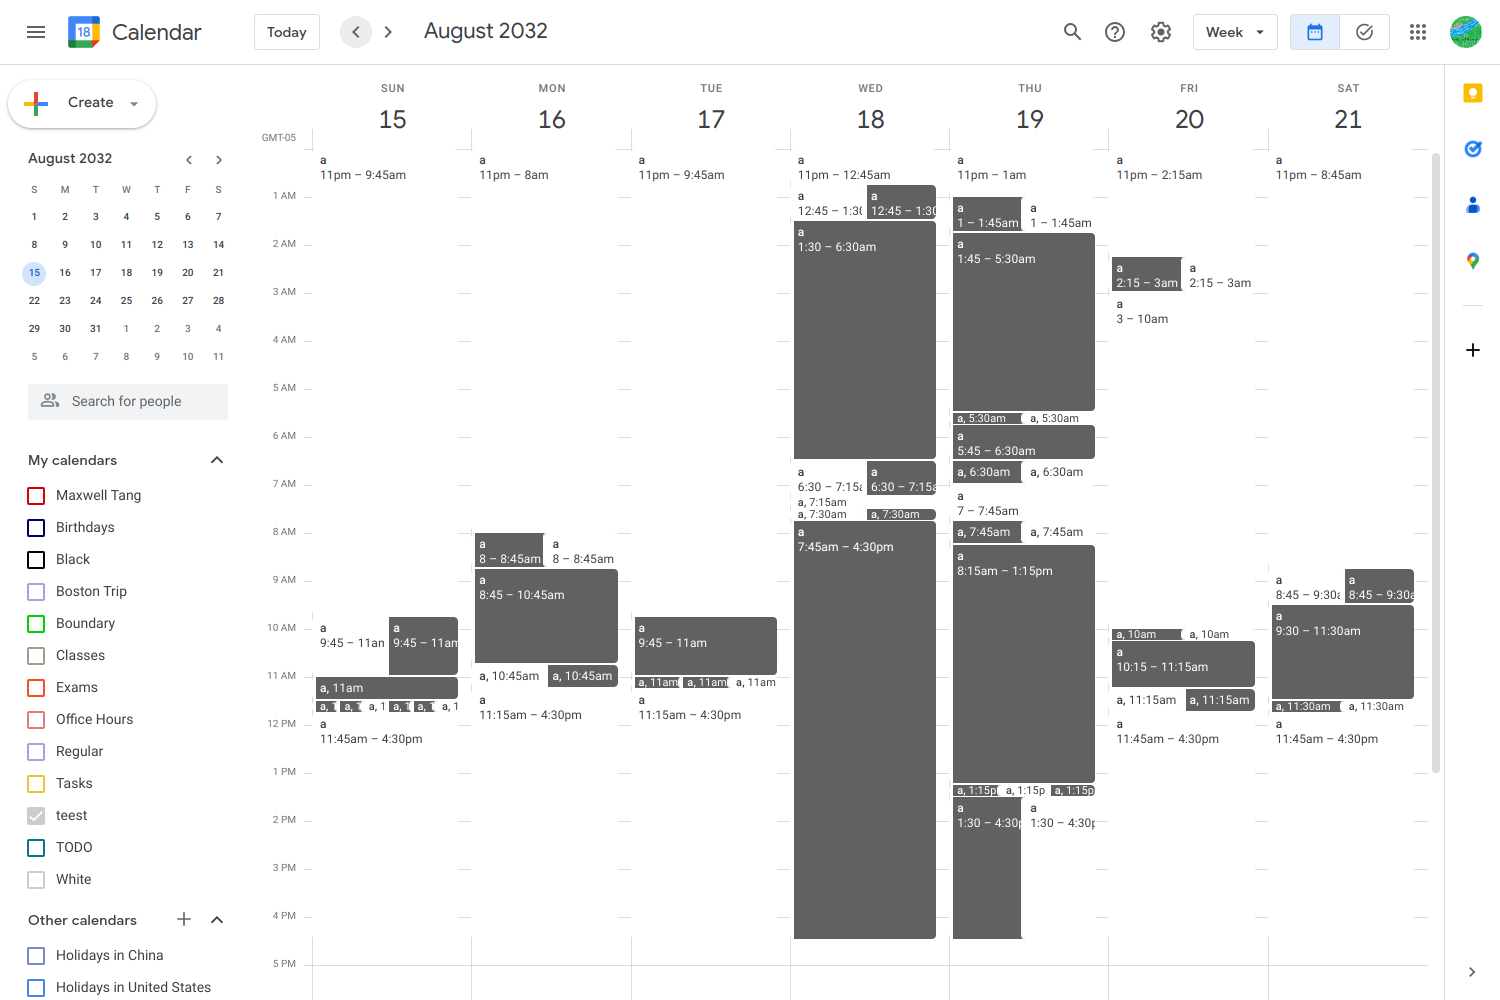 18 Calendar
Today
August 2032
Week
Create
August 2032
S M T W T F S
1 2 3 4 5 6 7
8 9 10 11 12 13 14
15 16 17 18 19 20 21
22 23 24 25 26 27 28
29 30 31 1 2 3 4
5 6 7 8 9 10 11
Search for people
My calendars
Maxwell Tang
Birthdays
Black
Boston Trip
Boundary
Classes
Exams
Office Hours
Regular
Tasks
teest
TODO
White
Other calendars
Holidays in China
Holidays in United States
GMT-05
1 AM
2 AM
3 AM
4 AM
5 AM
6 AM
7 AM
8 AM
9 AM
10 AM
11 AM
12 PM
1 PM
2 PM
3 PM
4 PM
5 PM
SUN
15
a
11pm – 9:45am
a
9:45 – 11am
a
9:45 – 11am
a, 11am
a, 1
a, 1
a, 1
a, 1
a, 1
a, 1
a
11:45am – 4:30pm
MON
16
a
11pm – 8am
a
8 – 8:45am
a
8 – 8:45am
a
8:45 – 10:45am
a, 10:45am
a, 10:45am
a
11:15am – 4:30pm
TUE
17
a
11pm – 9:45am
a
9:45 – 11am
a, 11am
a, 11am
a, 11am
a
11:15am – 4:30pm
WED
18
a
11pm – 12:45am
a
12:45 – 1:30
a
12:45 – 1:30
a
1:30 – 6:30am
a
6:30 – 7:15a
a
6:30 – 7:15a
a, 7:15am
a, 7:30am
a, 7:30am
a
7:45am – 4:30pm
THU
19
a
11pm – 1am
a
1 – 1:45am
a
1 – 1:45am
a
1:45 – 5:30am
a, 5:30am
a, 5:30am
a
5:45 – 6:30am
a, 6:30am
a, 6:30am
a
7 – 7:45am
a, 7:45am
a, 7:45am
a
8:15am – 1:15pm
a, 1:15p
a, 1:15p
a, 1:15p
a
1:30 – 4:30p
a
1:30 – 4:30p
FRI
20
a
11pm – 2:15am
a
2:15 – 3am
a
2:15 – 3am
a
3 – 10am
a, 10am
a, 10am
a
10:15 – 11:15am
a, 11:15am
a, 11:15am
a
11:45am – 4:30pm
SAT
21
a
11pm – 8:45am
a
8:45 – 9:30a
a
8:45 – 9:30a
a
9:30 – 11:30am
a, 11:30am
a, 11:30am
a
11:45am – 4:30pm